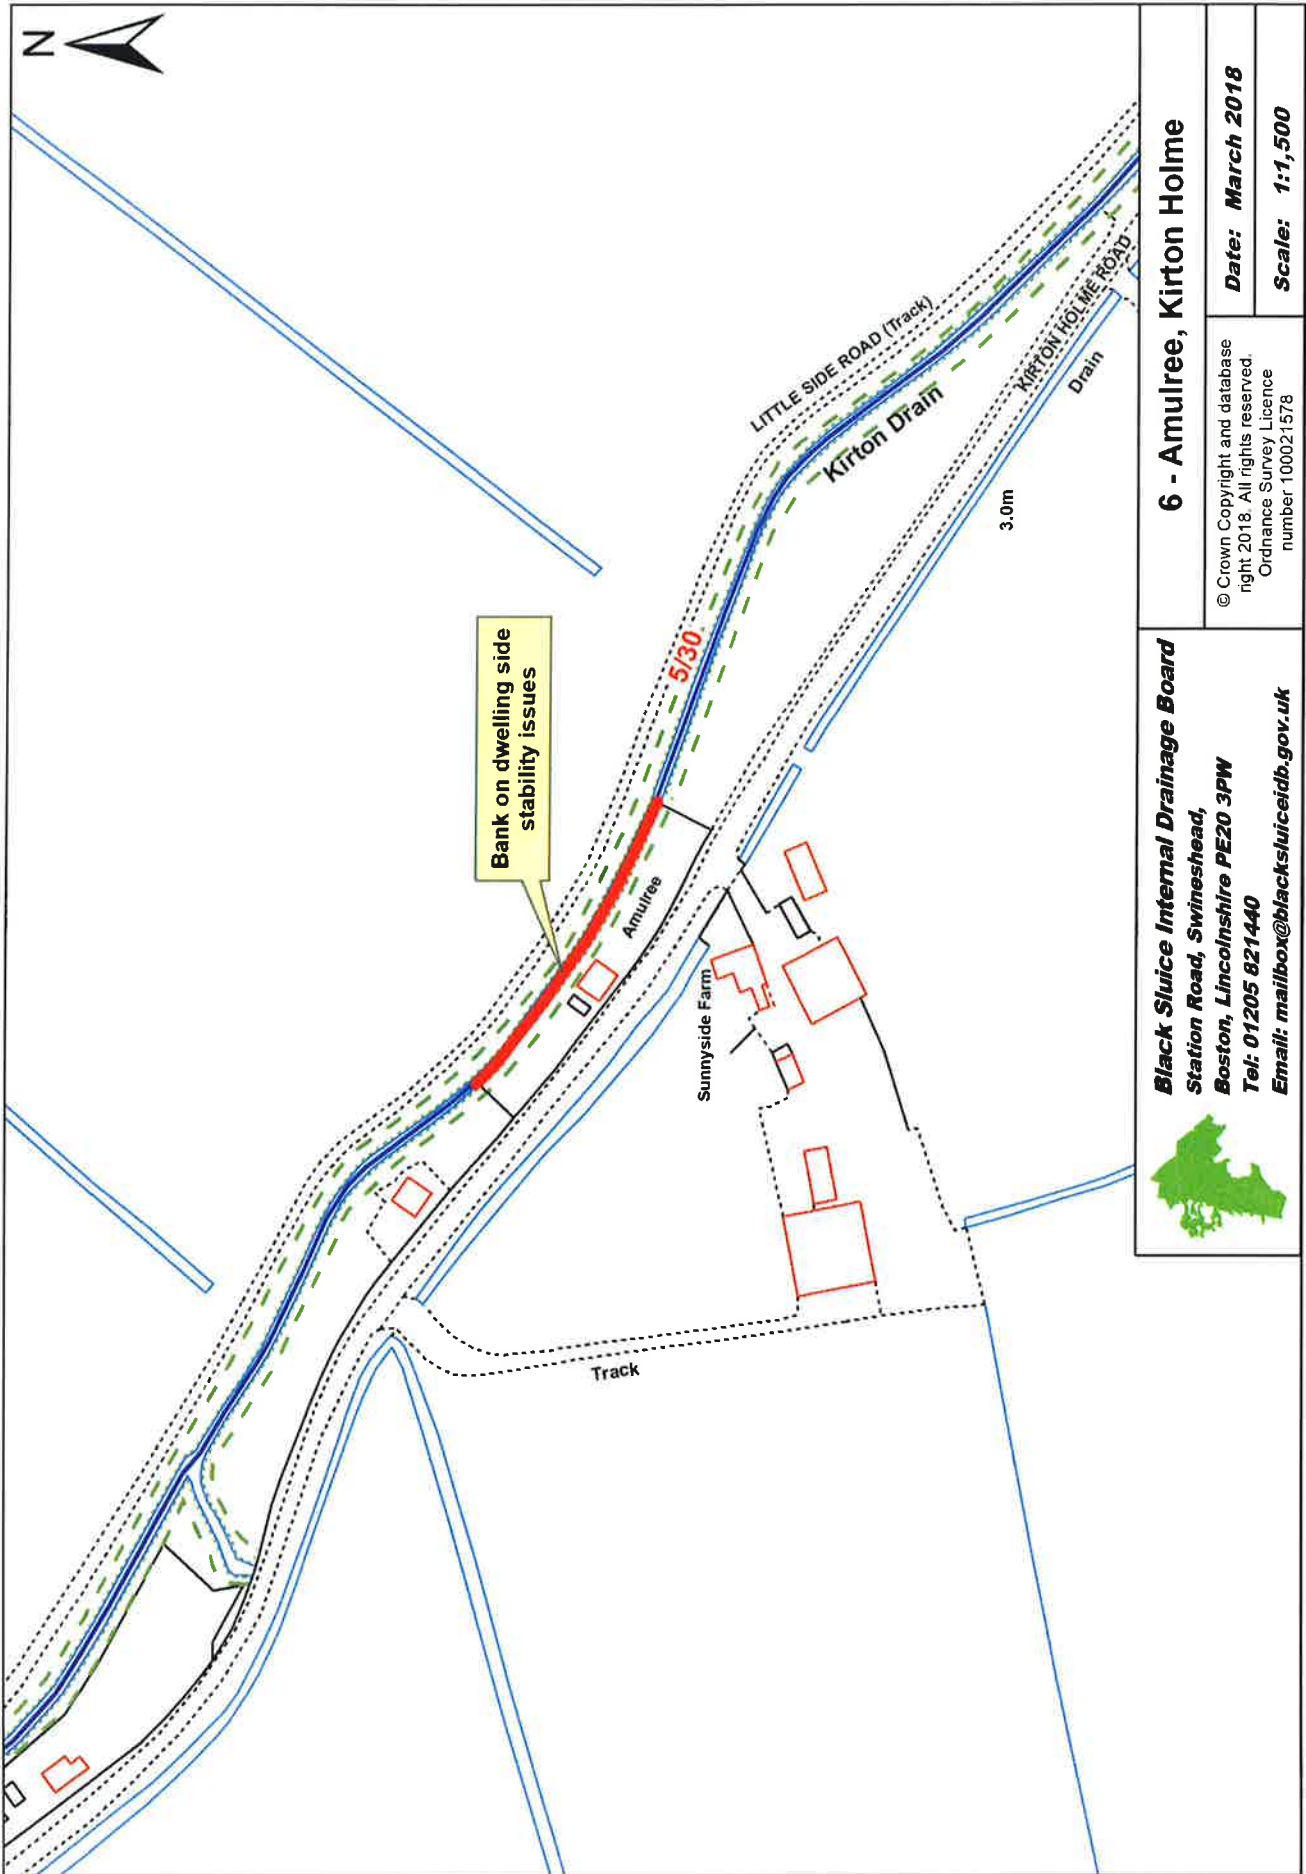 N
LITTLE SIDE ROAD (Track)
Kirton Drain
KIRTON HOLME ROAD
Drain
3.0m
5/30
Bank on dwelling side
stability issues
Amulree
Sunnyside Farm
Track
Black Sluice Internal Drainage Board
Station Road, Swineshead,
Boston, Lincolnshire PE20 3PW
Tel: 01205 821440
Email: mailbox@blacksluiceidb.gov.uk
6 - Amulree, Kirton Holme
© Crown Copyright and database
right 2018. All rights reserved.
Ordnance Survey Licence
number 100021578
Date: March 2018
Scale: 1:1,500